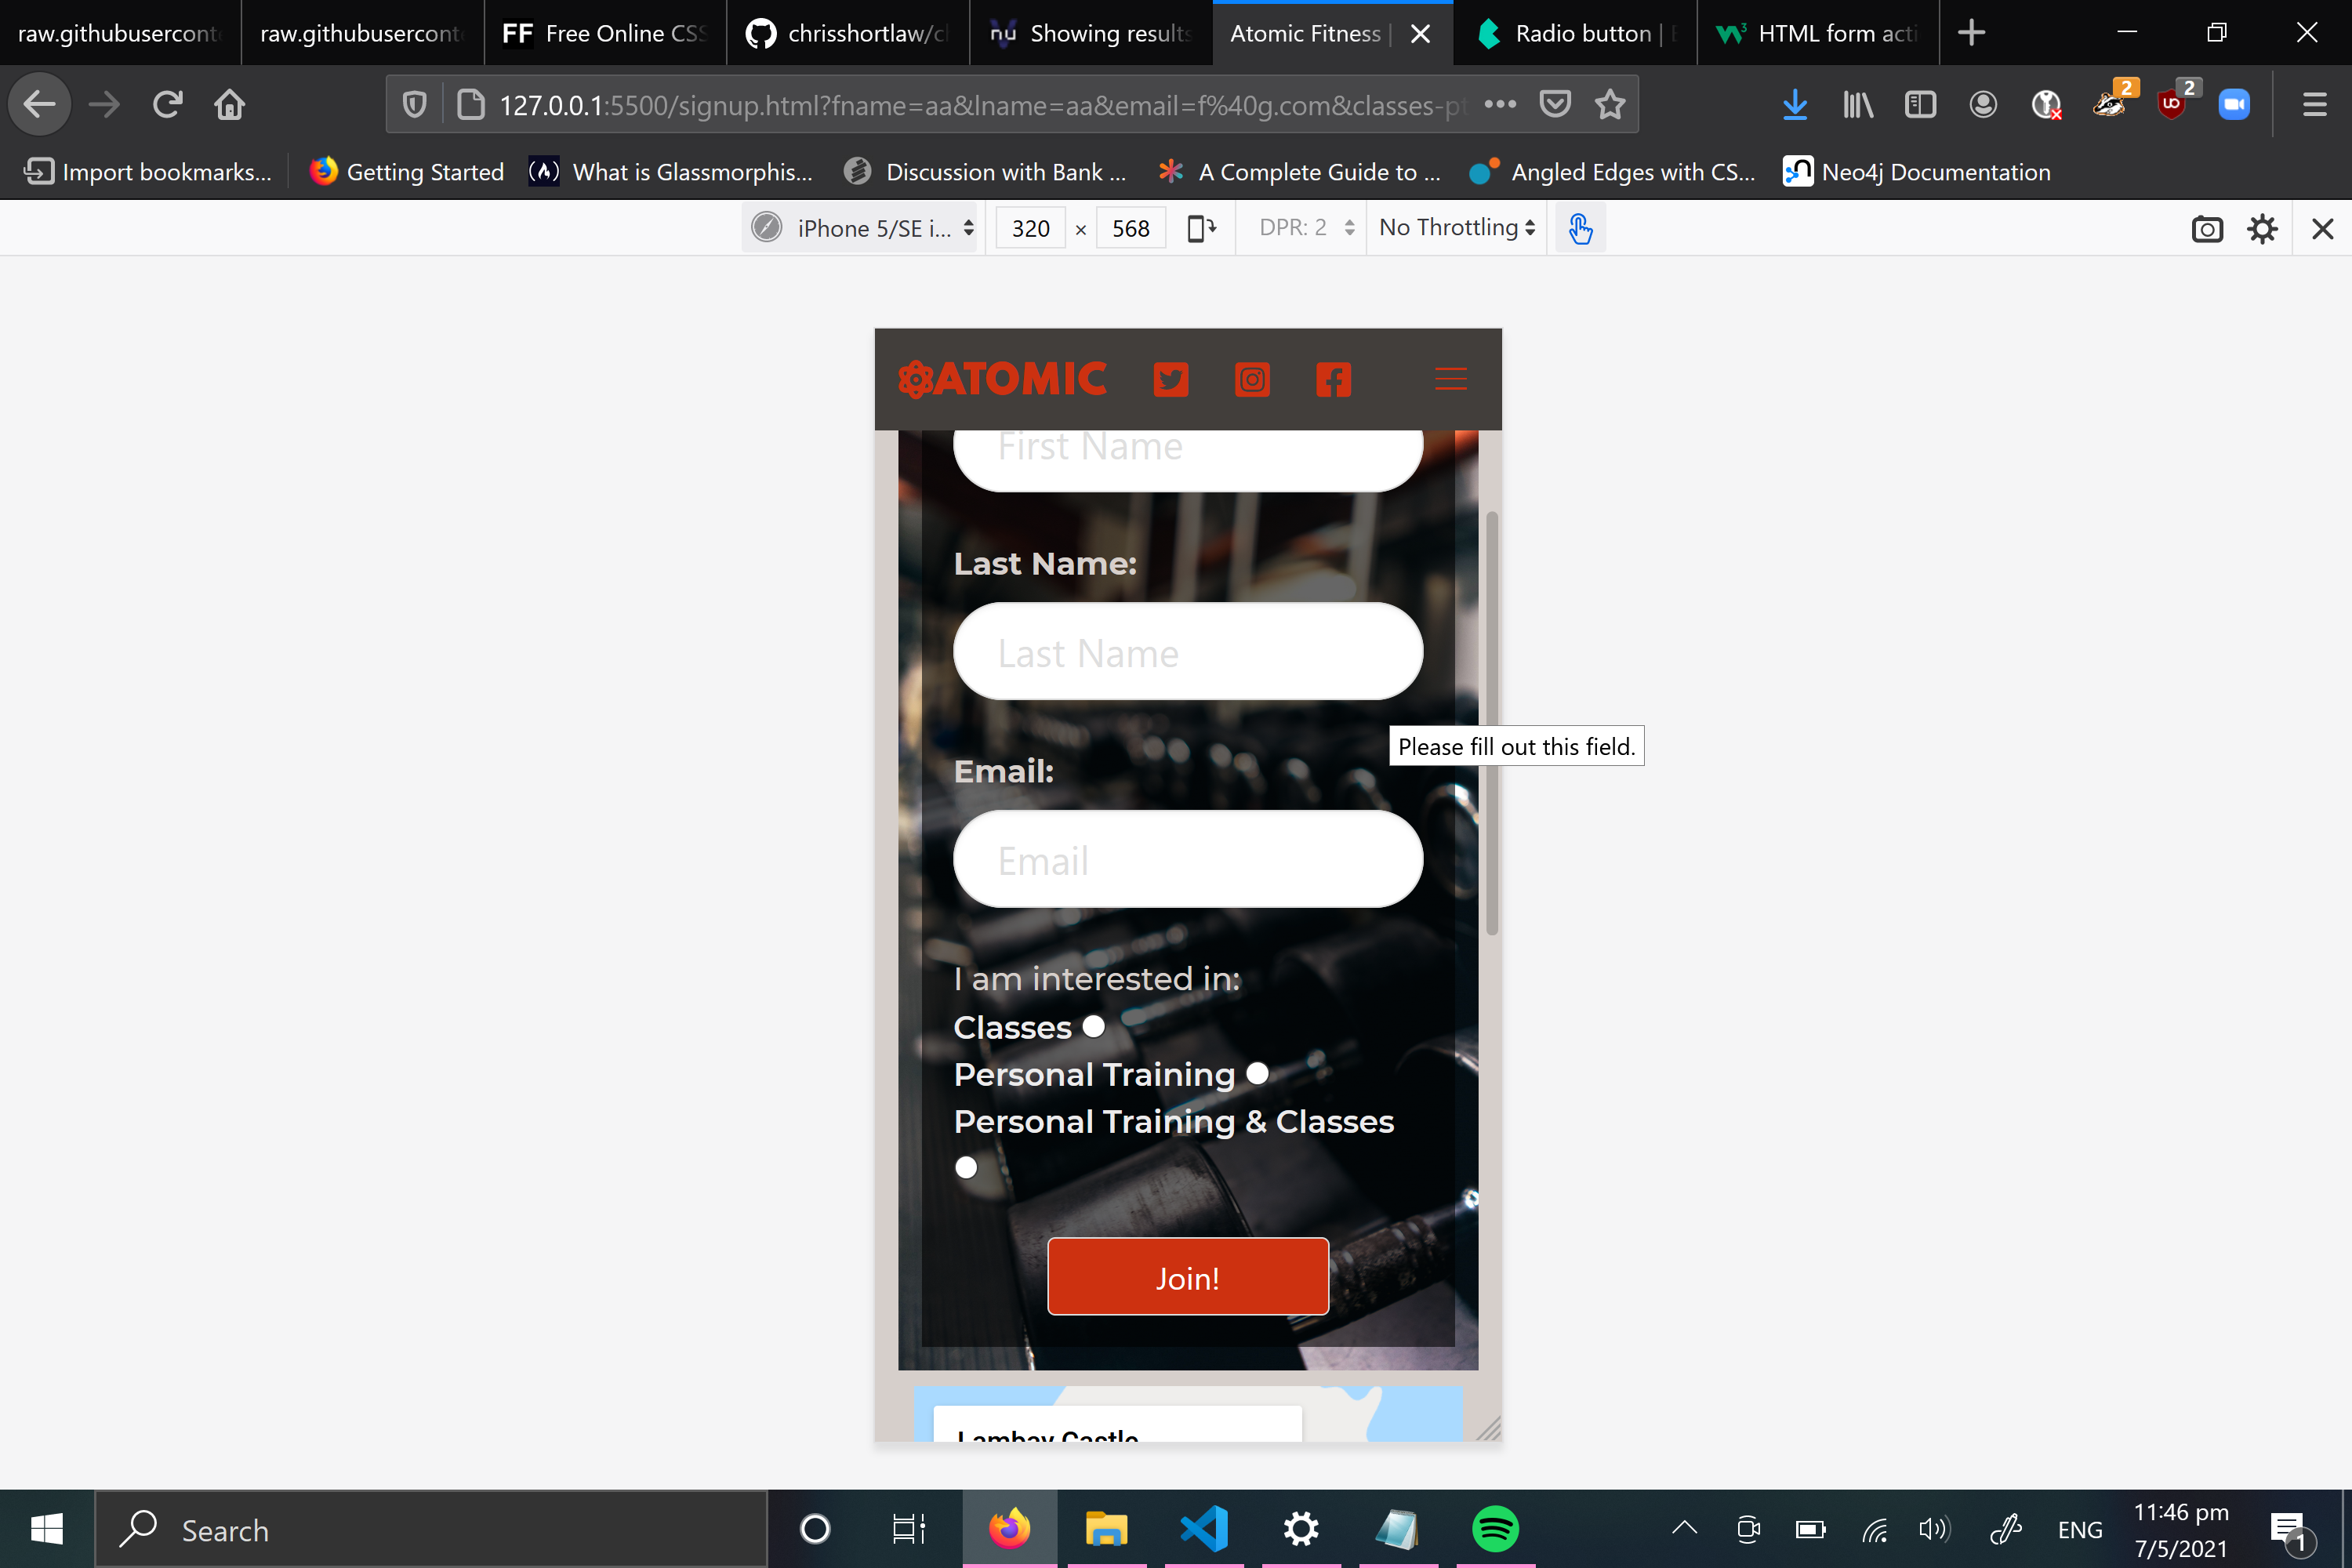 raw.githubuserconte
raw.githubuserconte
FF Free Online CSS
chrisshortlaw/cl
Showing results
Atomic Fitness |
Radio button | B
HTML form acti
127.0.0.1:5500/signup.html?fname=aa&lname=aa&email=f%40g.com&classes-pt
2
2
Import bookmarks...
Getting Started
What is Glassmorphis...
Discussion with Bank ...
A Complete Guide to ...
Angled Edges with CS...
Neo4j Documentation
iPhone 5/SE i...
320 × 568
DPR: 2
No Throttling
ATOMIC
First Name
Last Name:
Last Name
Please fill out this field.
Email:
Email
I am interested in:
Classes
Personal Training
Personal Training & Classes
Join!
Lambay Castle
Search
ENG
11:46 pm
7/5/2021
1